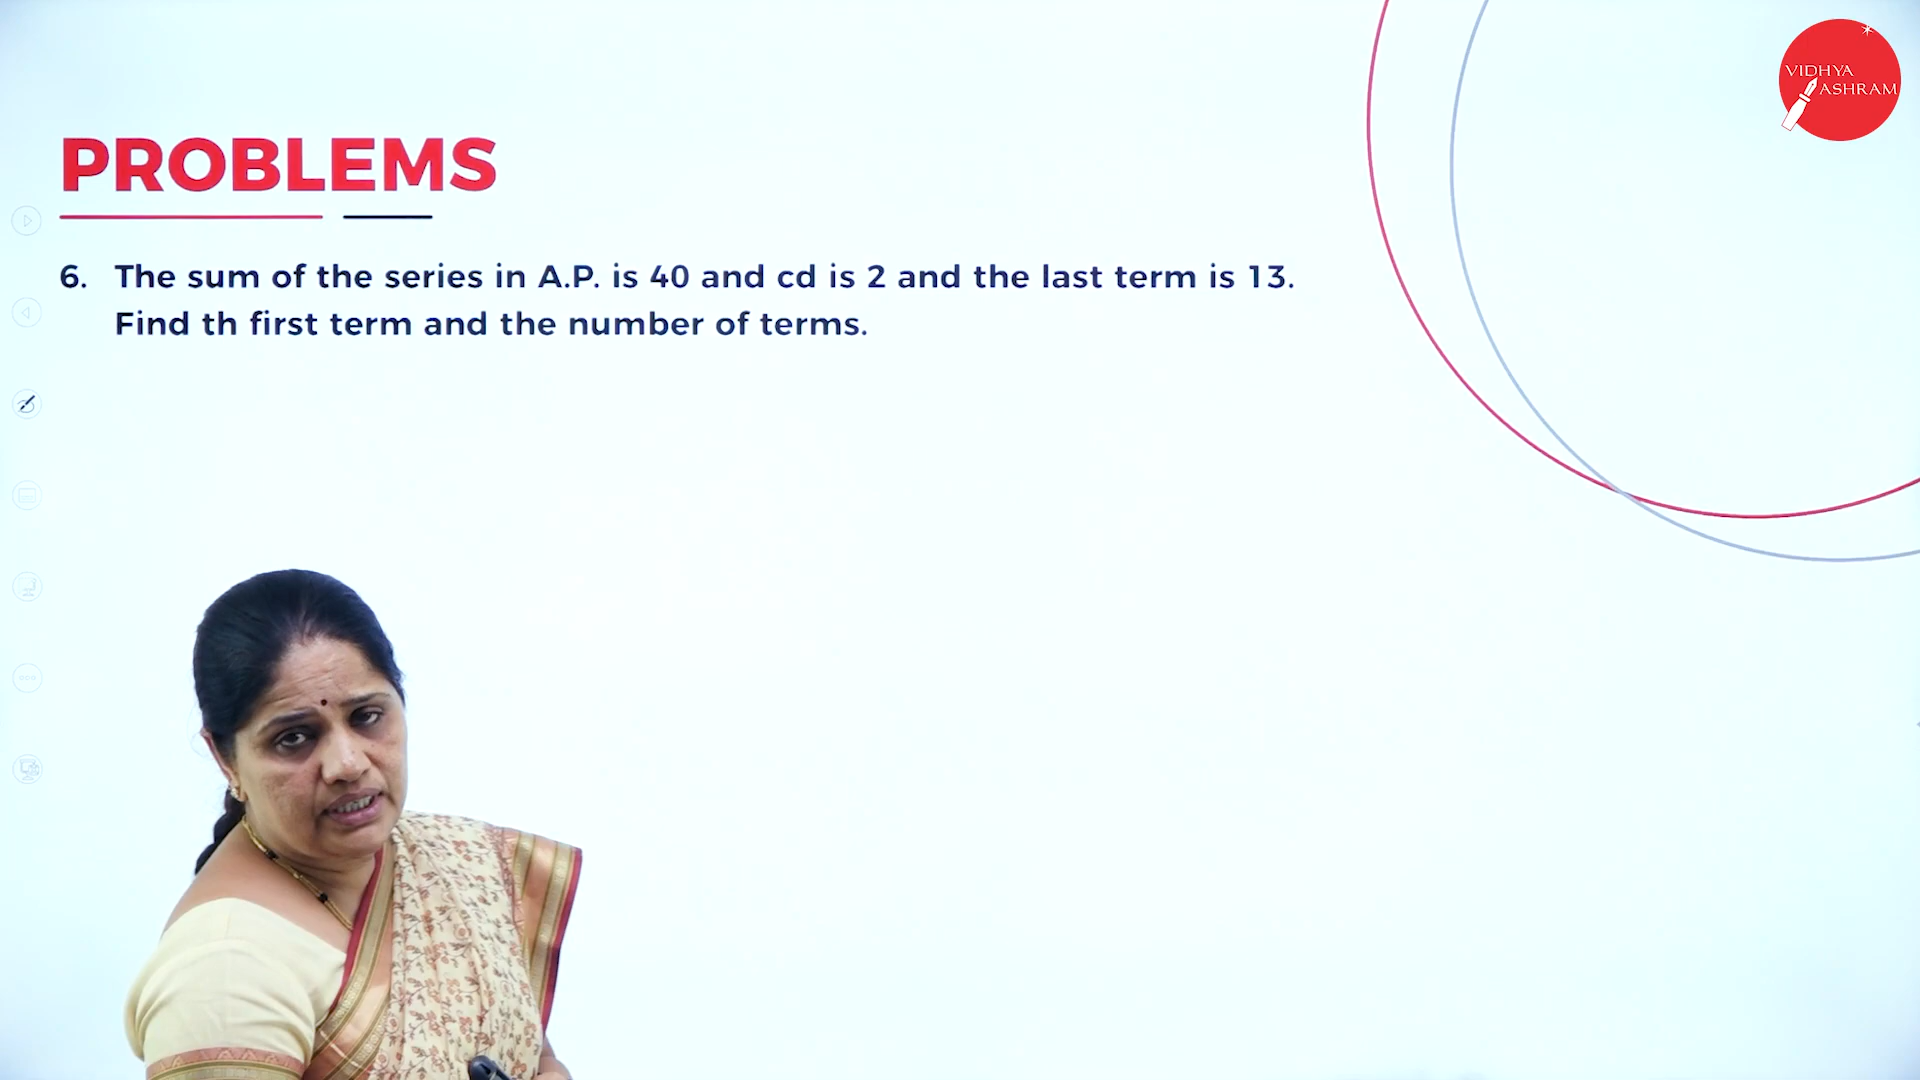 VIDHYA
ASHRAM
PROBLEMS
6. The sum of the series in A.P. is 40 and cd is 2 and the last term is 13.
Find th first term and the number of terms.